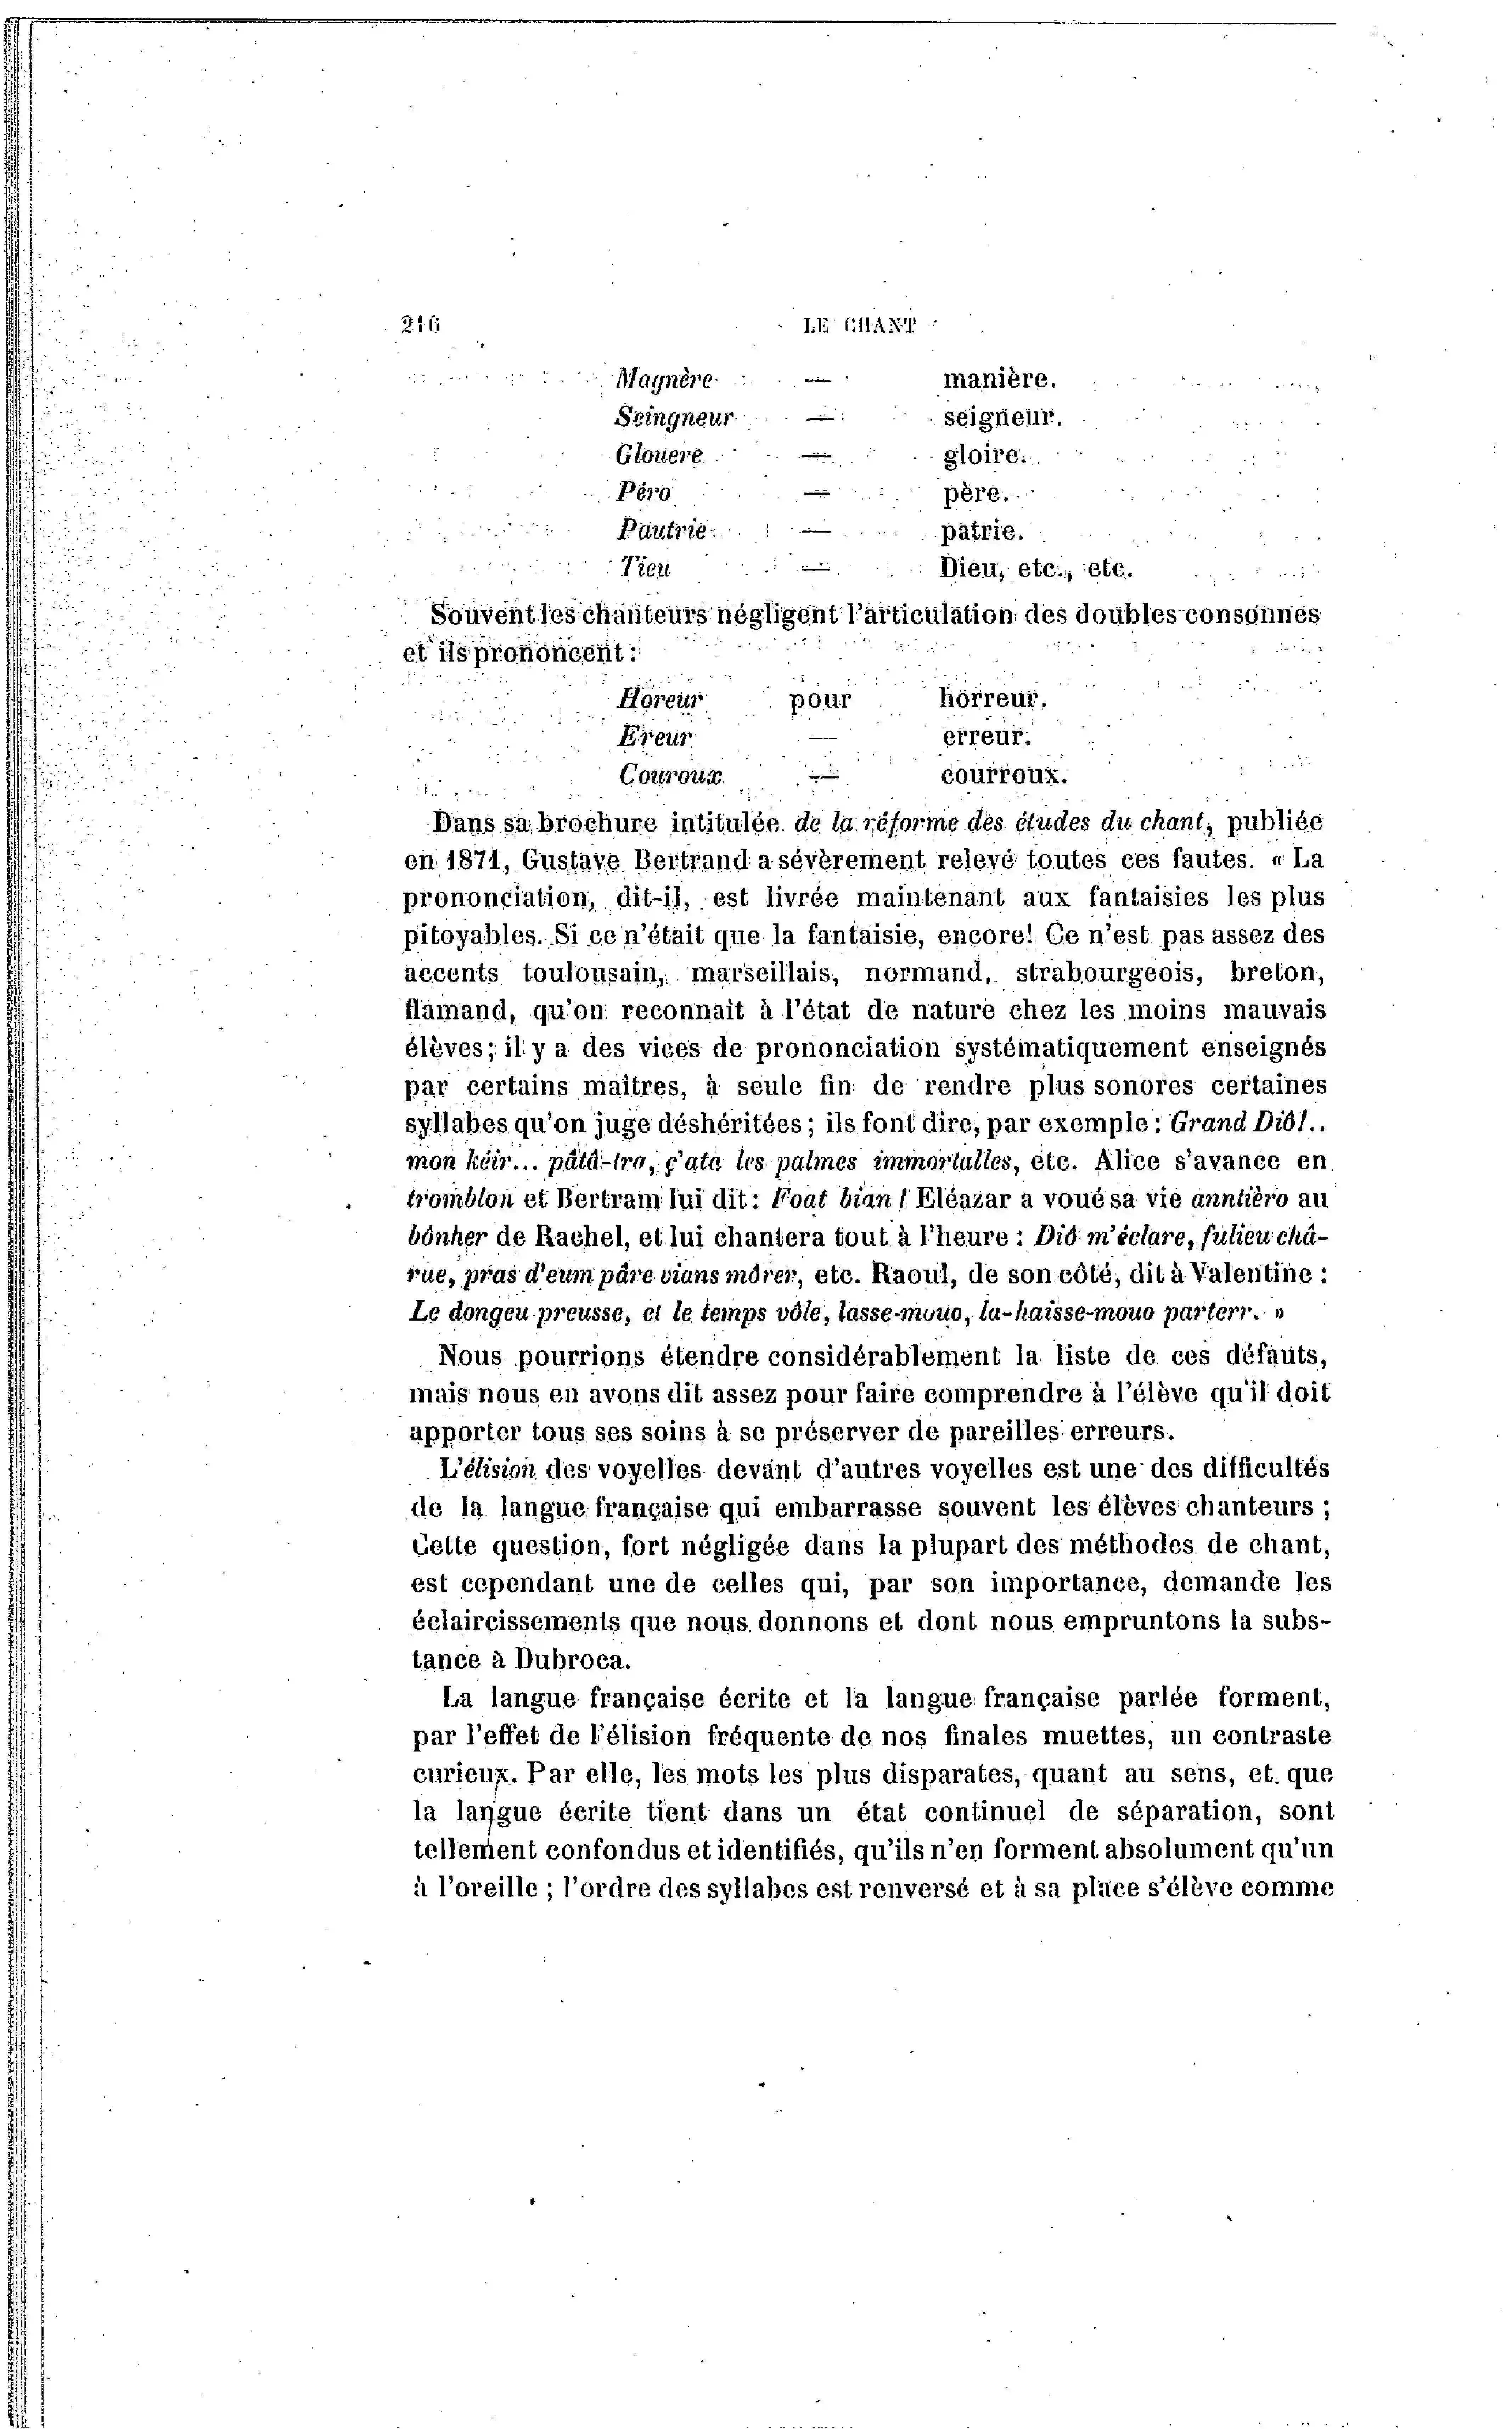 216 LE CHANT
Magnère — manière.
Seingneur — seigneur.
Glouere — gloire.
Péro — père.
Pautrie — patrie.
Tieu — Dieu, etc., etc.
Souvent les chanteurs négligent l'articulation des doubles consonnes
et ils prononcent :
Horeur pour horreur.
Ereur — erreur.
Couroux — courroux.
Dans sa brochure intitulée de la réforme des études du chant, publiée
en 1871, Gustave Bertrand a sévèrement relevé toutes ces fautes. « La
prononciation, dit-il, est livrée maintenant aux fantaisies les plus
pitoyables. Si ce n'était que la fantaisie, encore! Ce n'est pas assez des
accents toulousain, marseillais, normand, strabourgeois, breton,
flamand, qu'on reconnait à l'état de nature chez les moins mauvais
élèves; il y a des vices de prononciation systématiquement enseignés
par certains maitres, à seule fin de rendre plus sonores certaines
syllabes qu'on juge déshéritées ; ils font dire, par exemple : Grand Diô!..
mon kéir... pâtâ-tra, c'ata les palmes immortalles, etc. Alice s'avance en
tromblon et Bertram lui dit : Foat bian ! Eléazar a voué sa vie anntièro au
bônher de Rachel, et lui chantera tout à l'heure : Diô m'éclare, fulieu châ-
rue, pras d'eum pâre vians môrer, etc. Raoul, de son côté, dit à Valentine :
Le dongeu preusse, et le temps vôle, lasse-mouo, la-haisse-mouo parterr. »
Nous pourrions étendre considérablement la liste de ces défauts,
mais nous en avons dit assez pour faire comprendre à l'élève qu'il doit
apporter tous ses soins à se préserver de pareilles erreurs.
L'élision des voyelles devant d'autres voyelles est une des difficultés
de la langue française qui embarrasse souvent les élèves chanteurs ;
Cette question, fort négligée dans la plupart des méthodes de chant,
est cependant une de celles qui, par son importance, demande les
éclaircissements que nous donnons et dont nous empruntons la subs-
tance à Dubroca.
La langue française écrite et la langue française parlée forment,
par l'effet de l'élision fréquente de nos finales muettes, un contraste
curieux. Par elle, les mots les plus disparates, quant au sens, et que
la langue écrite tient dans un état continuel de séparation, sont
tellement confondus et identifiés, qu'ils n'en forment absolument qu'un
à l'oreille ; l'ordre des syllabes est renversé et à sa place s'élève comme